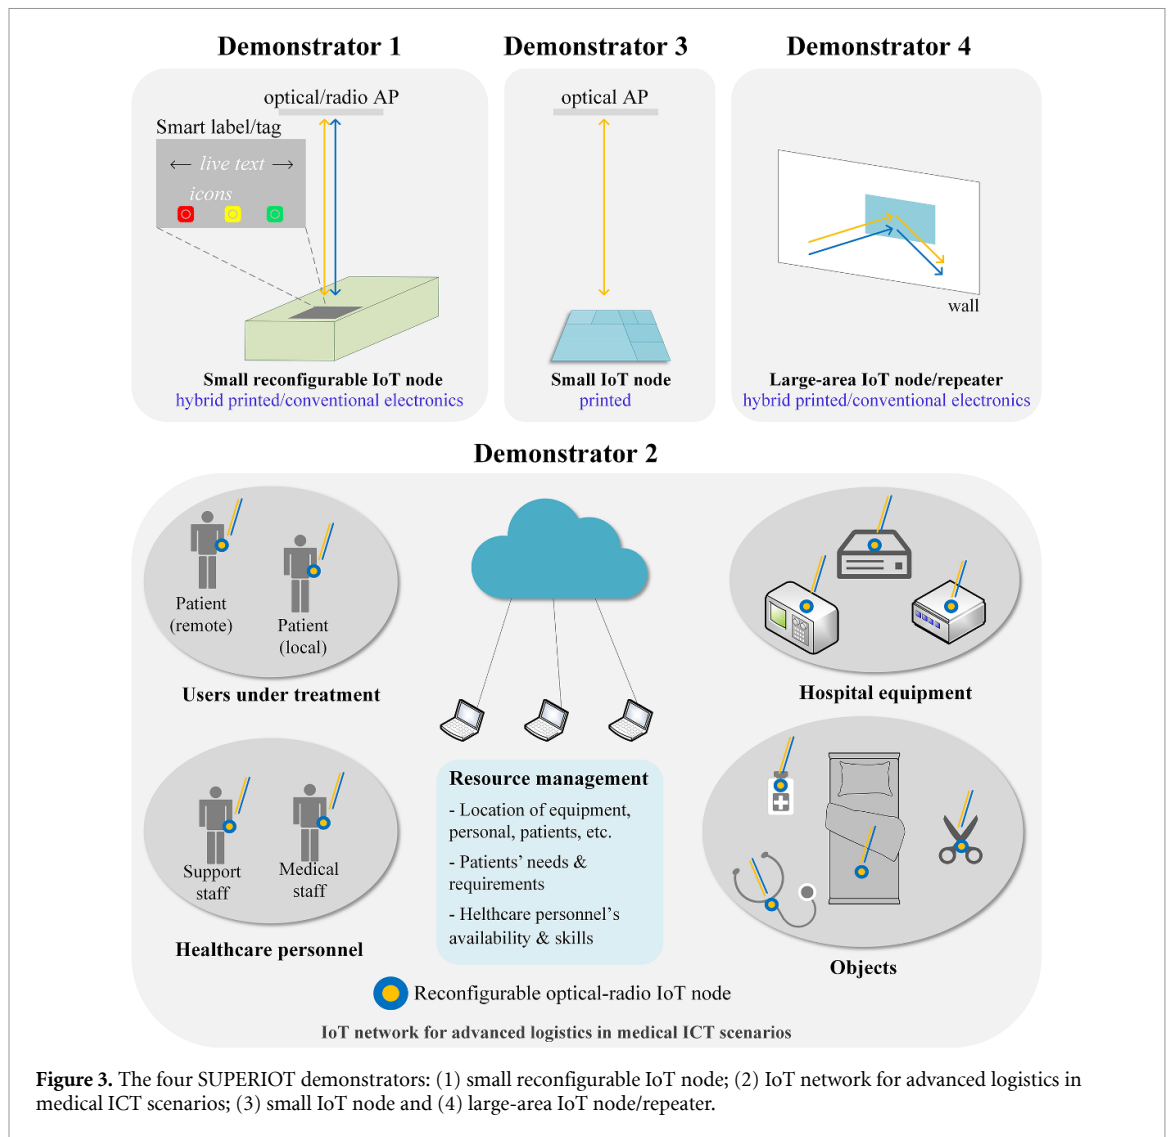 Demonstrator 1
optical/radio AP
Smart label/tag
live text
icons
Small reconfigurable IoT node
hybrid printed/conventional electronics
Demonstrator 3
optical AP
Small IoT node
printed
Demonstrator 4
wall
Large-area IoT node/repeater
hybrid printed/conventional electronics
Demonstrator 2
Patient
(remote)
Patient
(local)
Users under treatment
Support
staff
Medical
staff
Healthcare personnel
Resource management
- Location of equipment,
personal, patients, etc.
- Patients’ needs &
requirements
- Helthcare personnel’s
availability & skills
Hospital equipment
Objects
Reconfigurable optical-radio IoT node
IoT network for advanced logistics in medical ICT scenarios
Figure 3. The four SUPERIOT demonstrators: (1) small reconfigurable IoT node; (2) IoT network for advanced logistics in
medical ICT scenarios; (3) small IoT node and (4) large-area IoT node/repeater.